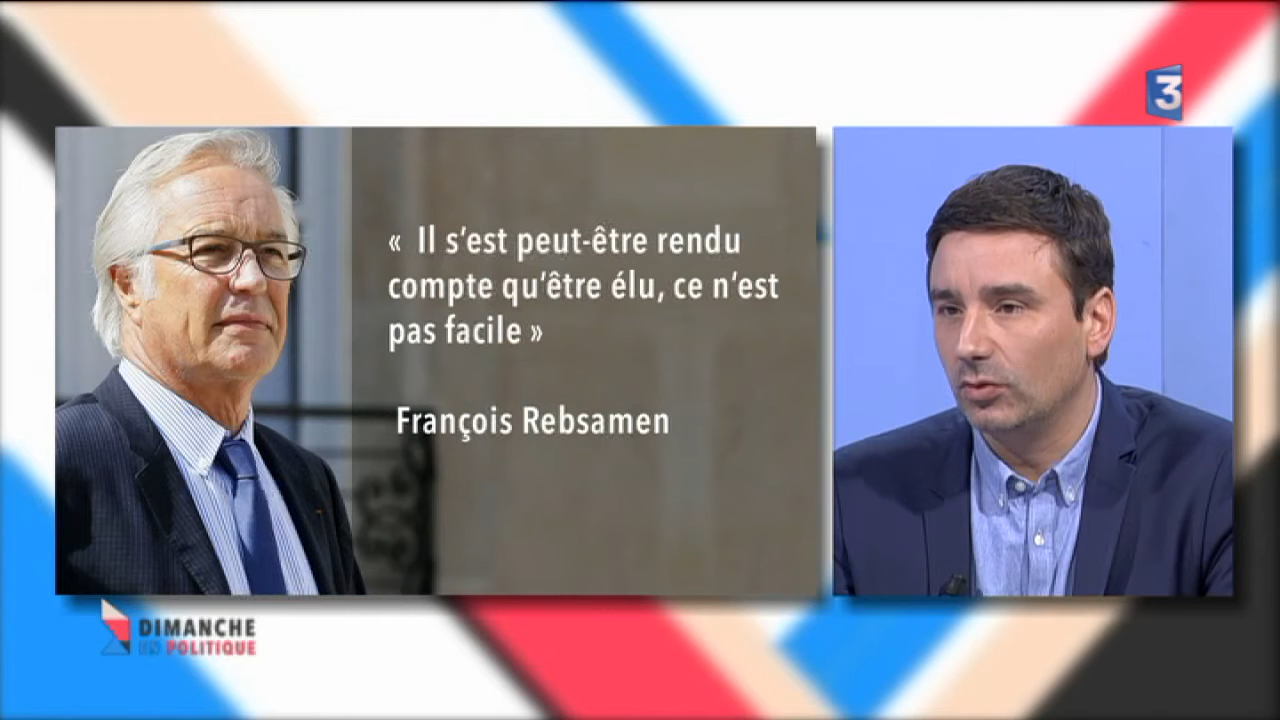 3
« Il s’est peut-être rendu
compte qu’être élu, ce n’est
pas facile »
François Rebsamen
DIMANCHE
EN POLITIQUE